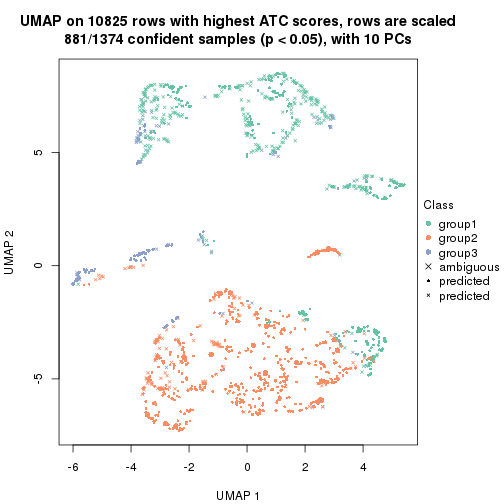 UMAP on 10825 rows with highest ATC scores, rows are scaled
881/1374 confident samples (p < 0.05), with 10 PCs
5
0
-5
UMAP 2
-6
-4
-2
0
2
4
UMAP 1
Class
group1
group2
group3
ambiguous
predicted
predicted